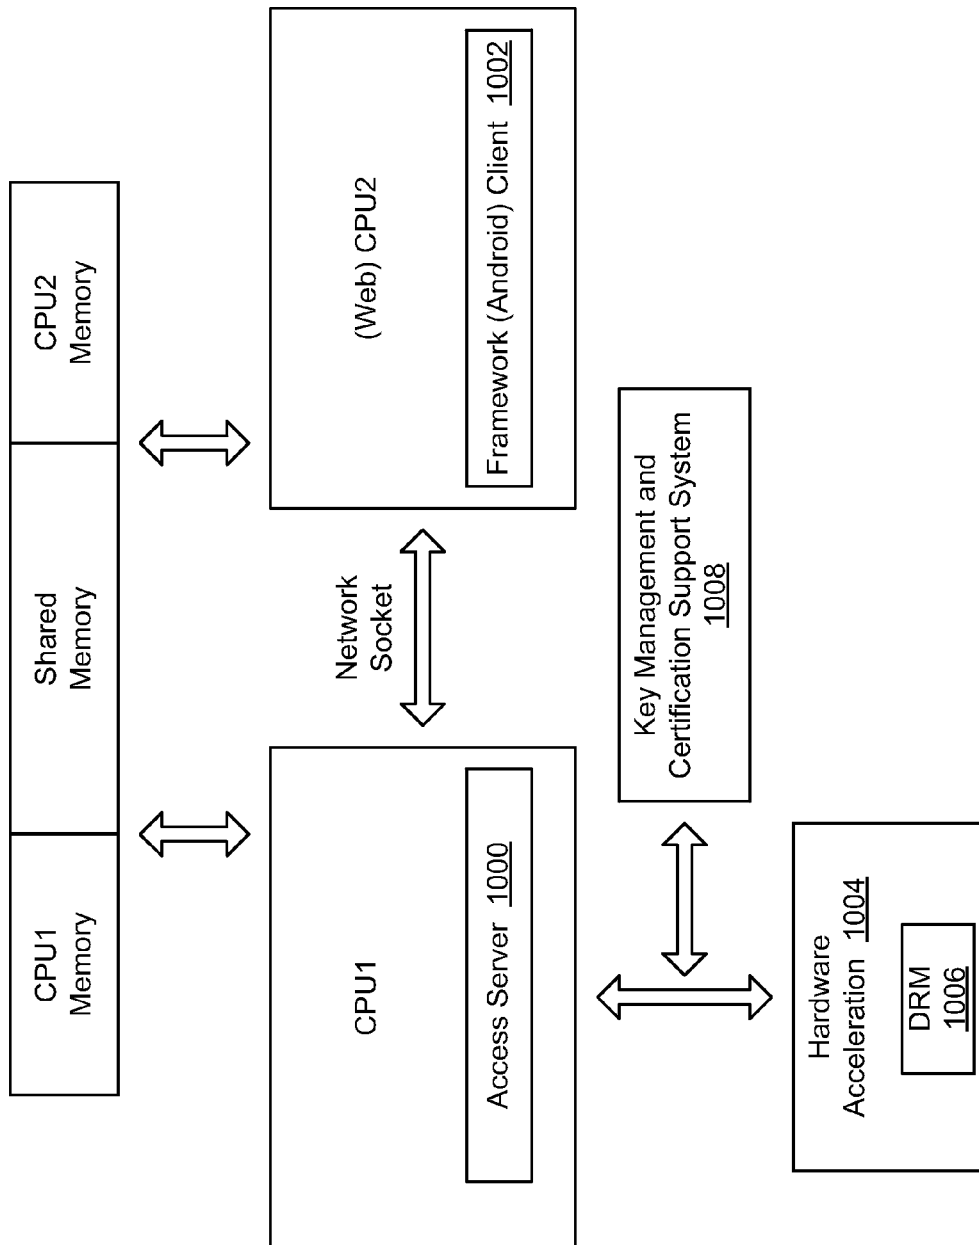 CPU1
Memory
Shared
Memory
CPU2
Memory
CPU1
Access Server 1000
Network
Socket
(Web) CPU2
Framework (Android) Client 1002
Key Management and
Certification Support System
1008
Hardware
Acceleration 1004
DRM
1006